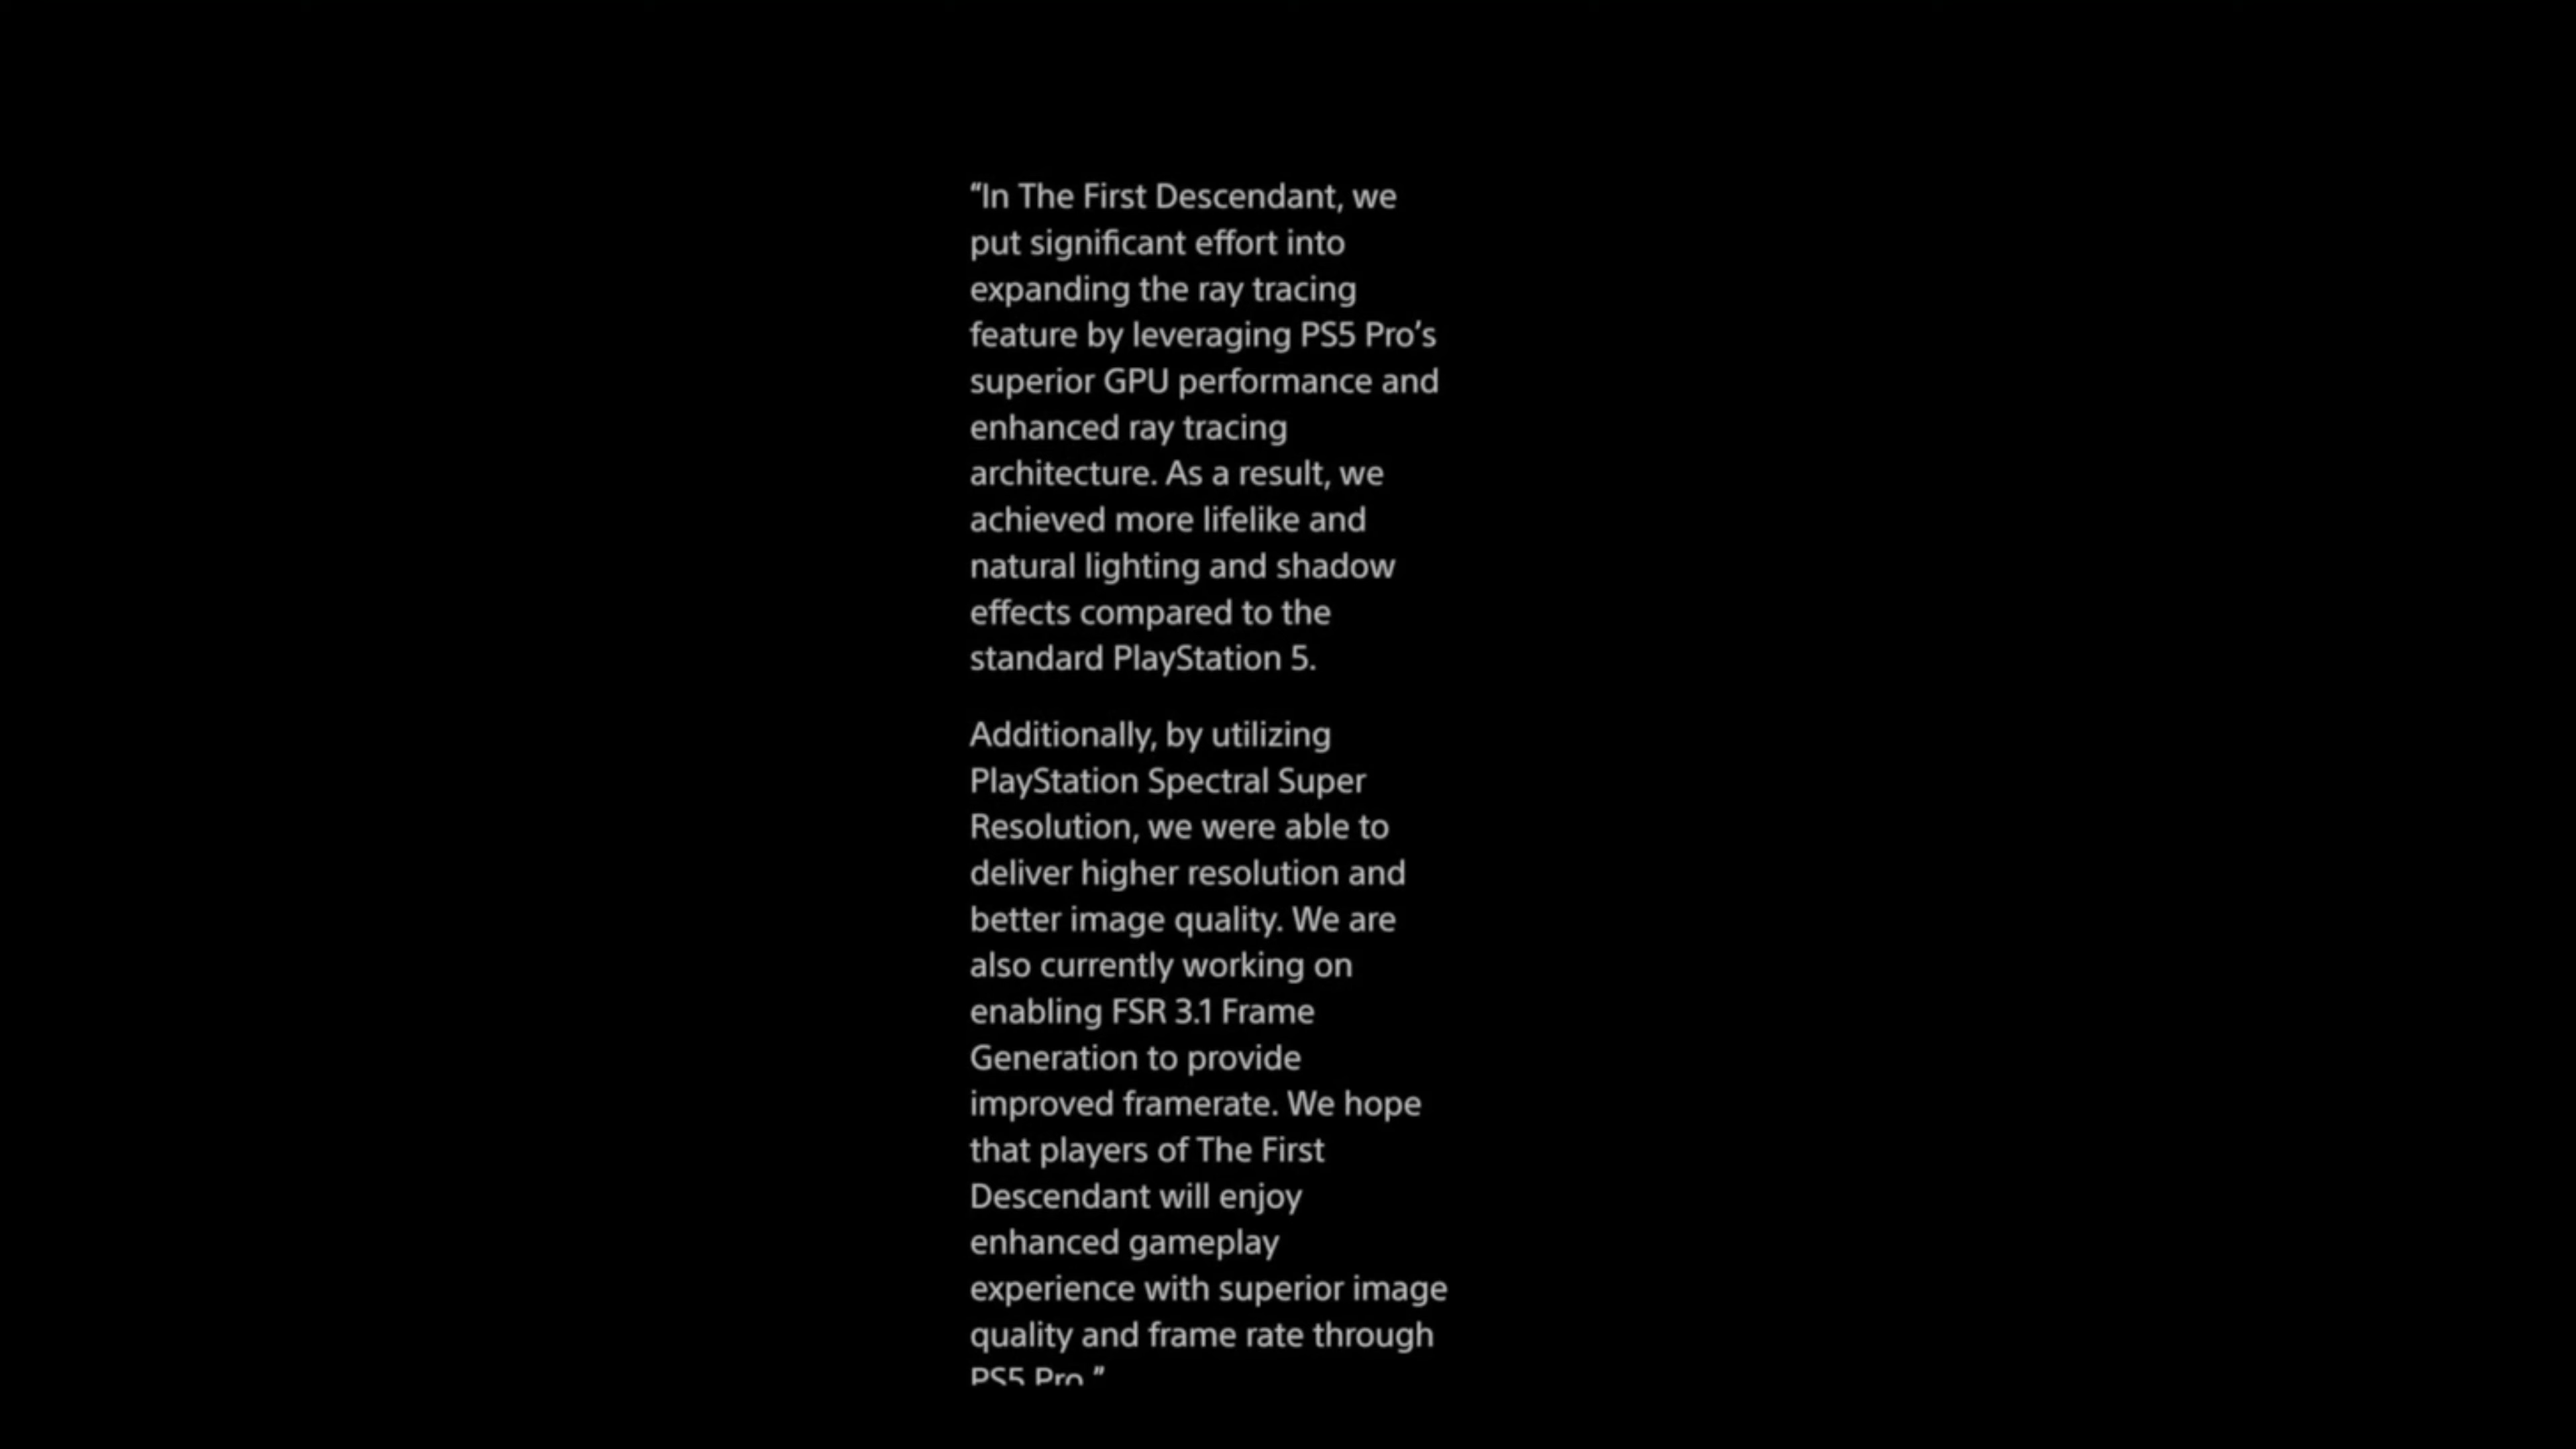 “In The First Descendant, we
put significant effort into
expanding the ray tracing
feature by leveraging PS5 Pro’s
superior GPU performance and
enhanced ray tracing
architecture. As a result, we
achieved more lifelike and
natural lighting and shadow
effects compared to the
standard PlayStation 5.
Additionally, by utilizing
PlayStation Spectral Super
Resolution, we were able to
deliver higher resolution and
better image quality. We are
also currently working on
enabling FSR 3.1 Frame
Generation to provide
improved framerate. We hope
that players of The First
Descendant will enjoy
enhanced gameplay
experience with superior image
quality and frame rate through
PS5 Pro.”